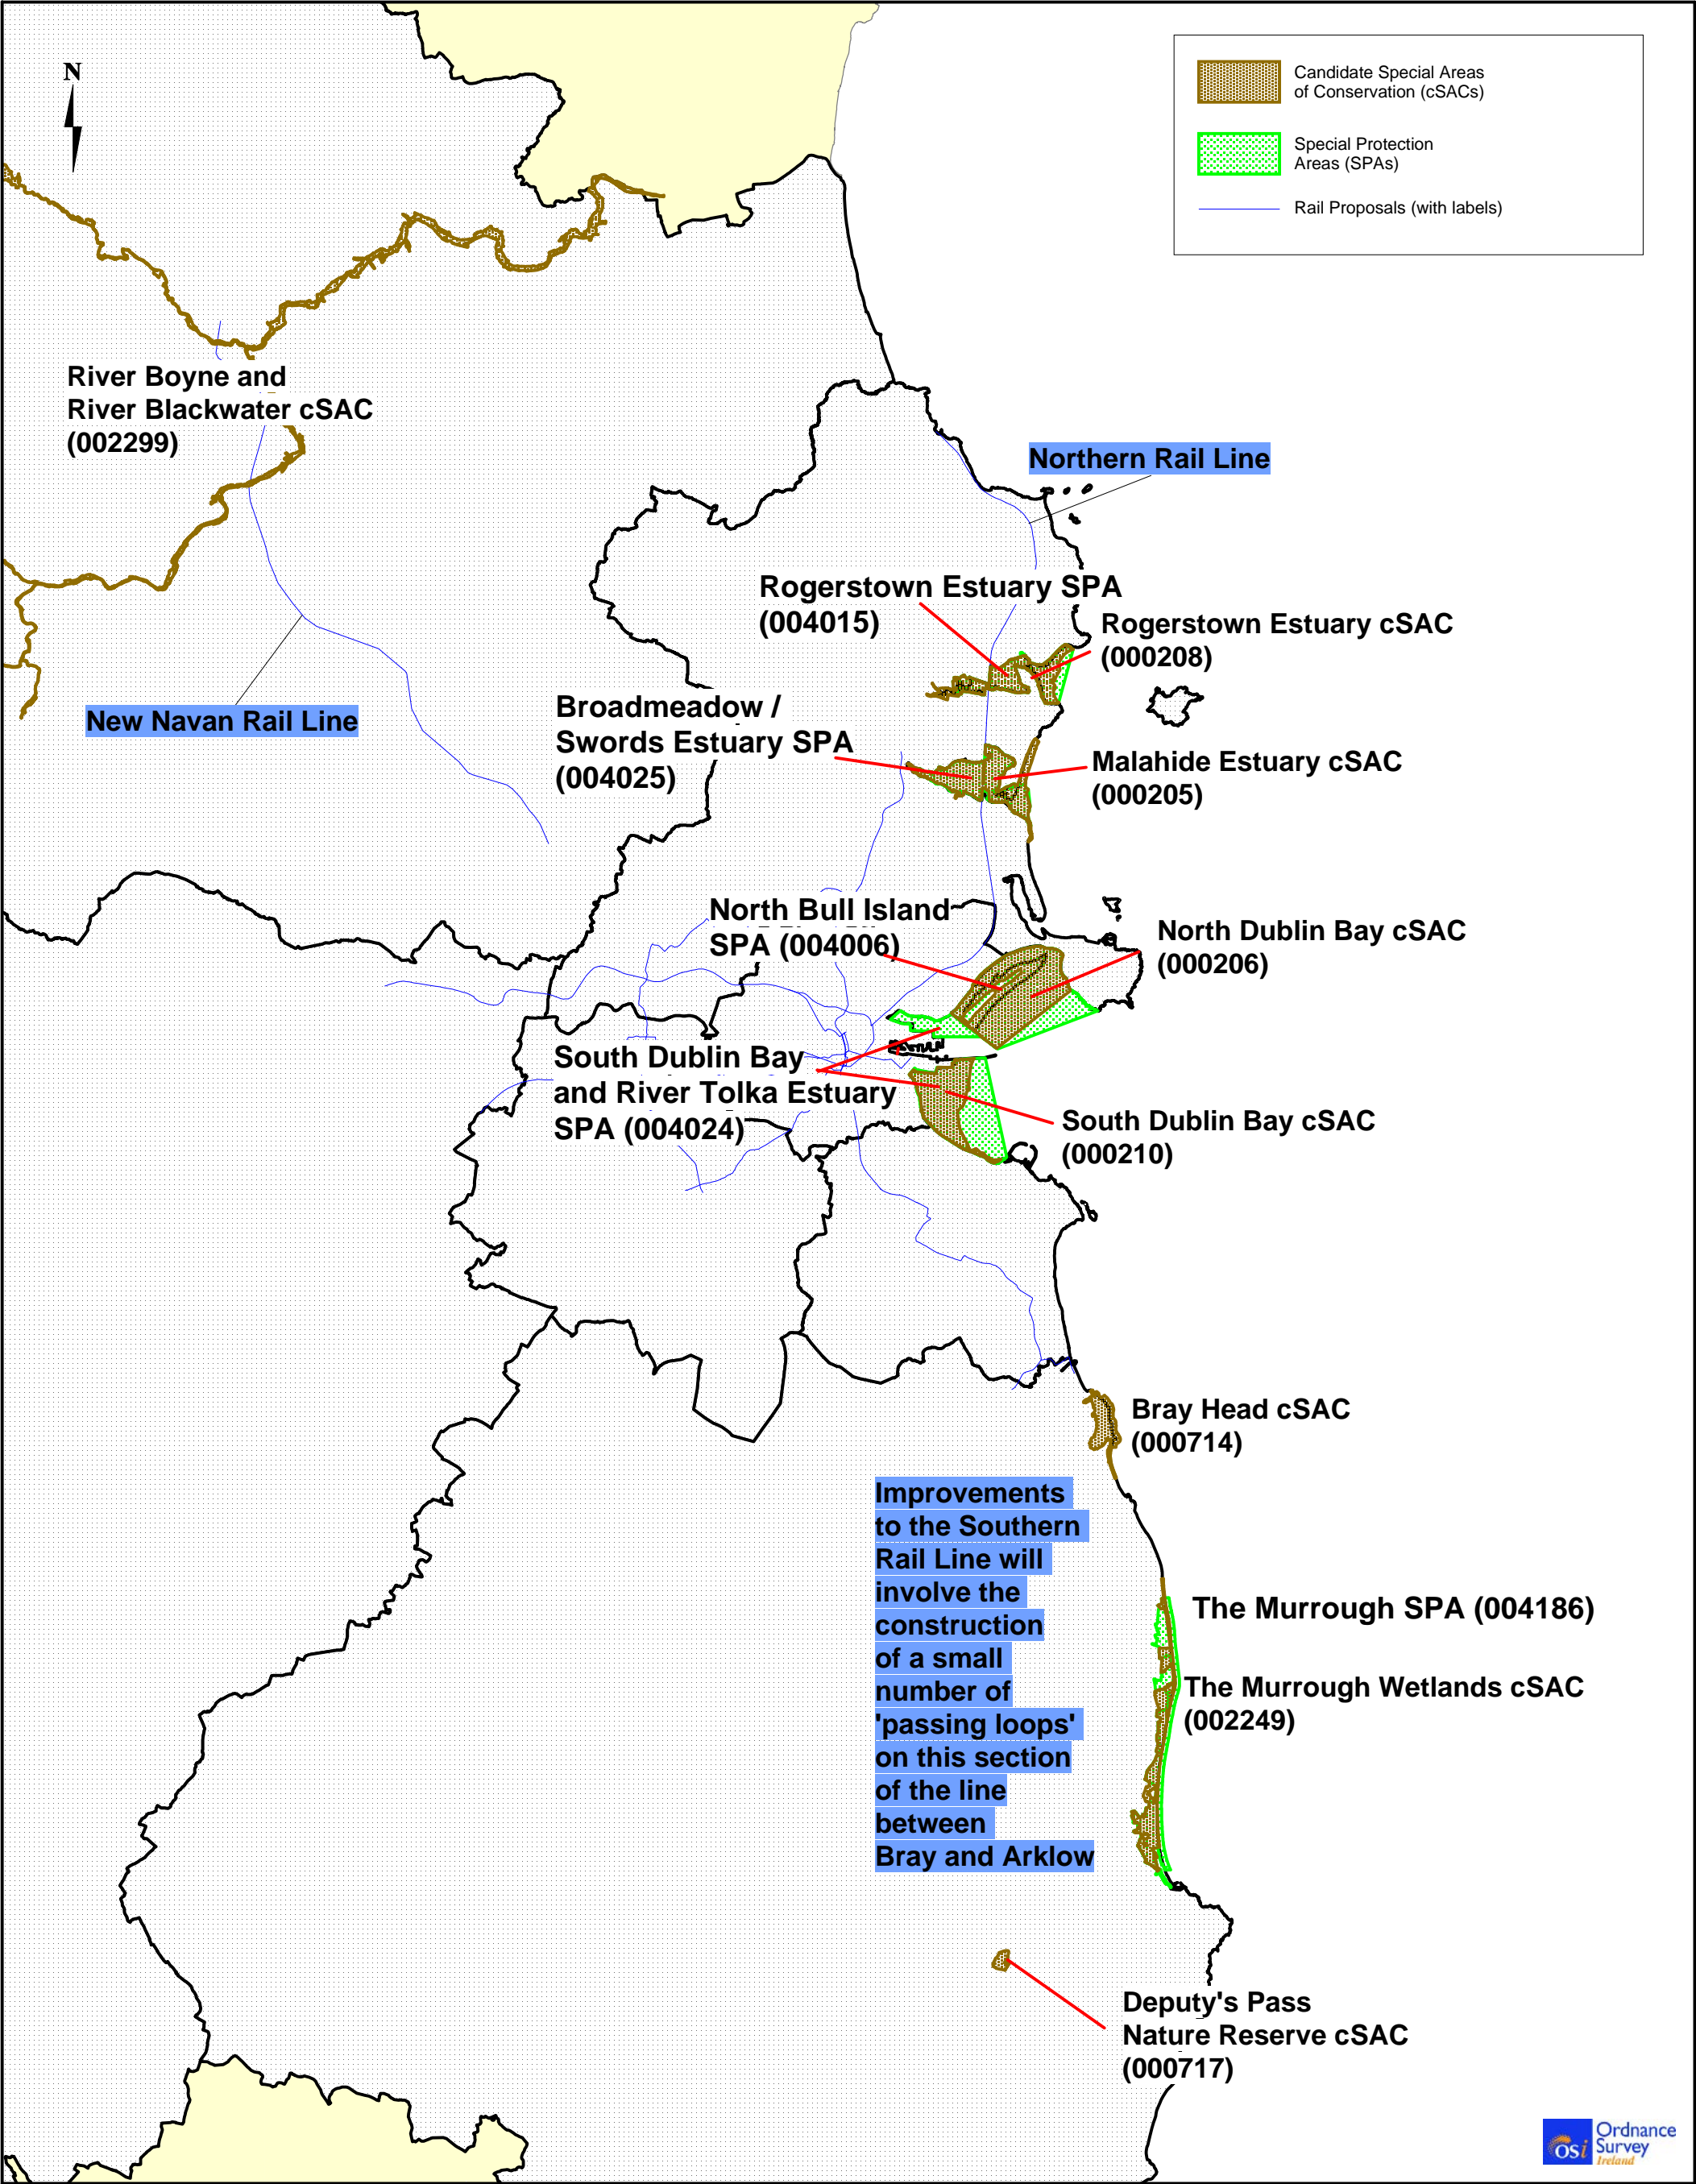 N
Candidate Special Areas
of Conservation (cSACs)
Special Protection
Areas (SPAs)
Rail Proposals (with labels)
River Boyne and
River Blackwater cSAC
(002299)
Northern Rail Line
Rogerstown Estuary SPA
(004015)
Rogerstown Estuary cSAC
(000208)
New Navan Rail Line
Broadmeadow /
Swords Estuary SPA
(004025)
Malahide Estuary cSAC
(000205)
North Bull Island
SPA (004006)
North Dublin Bay cSAC
(000206)
South Dublin Bay
and River Tolka Estuary
SPA (004024)
South Dublin Bay cSAC
(000210)
Bray Head cSAC
(000714)
Improvements
to the Southern
Rail Line will
involve the
construction
of a small
number of
'passing loops'
on this section
of the line
between
Bray and Arklow
The Murrough SPA (004186)
The Murrough Wetlands cSAC
(002249)
Deputy's Pass
Nature Reserve cSAC
(000717)
osi
Ordnance
Survey
Ireland